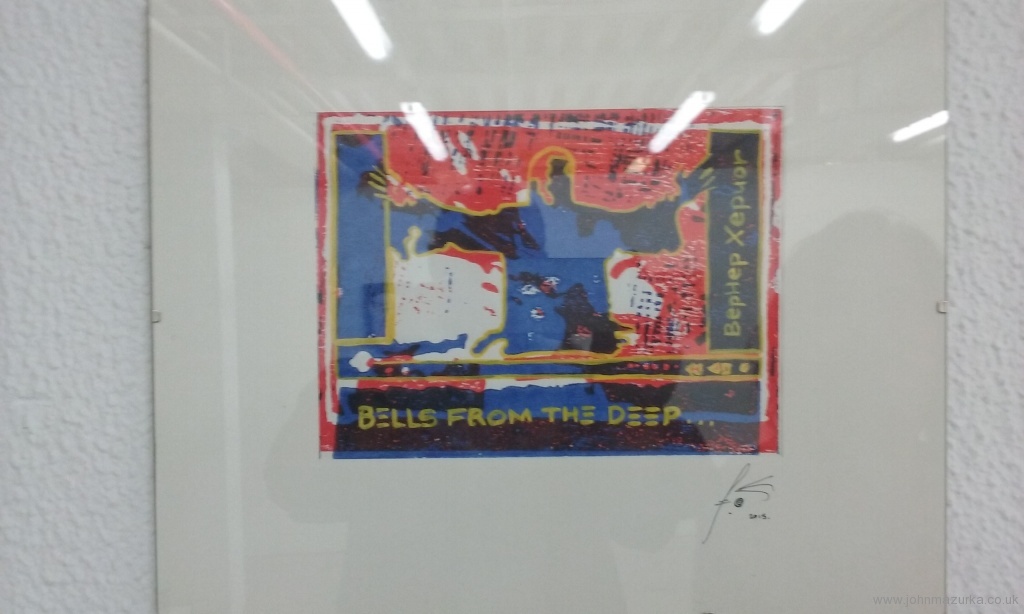 Вернер Херцог
BELLS FROM THE DEEP...
2015.
www.johnmazurka.co.uk